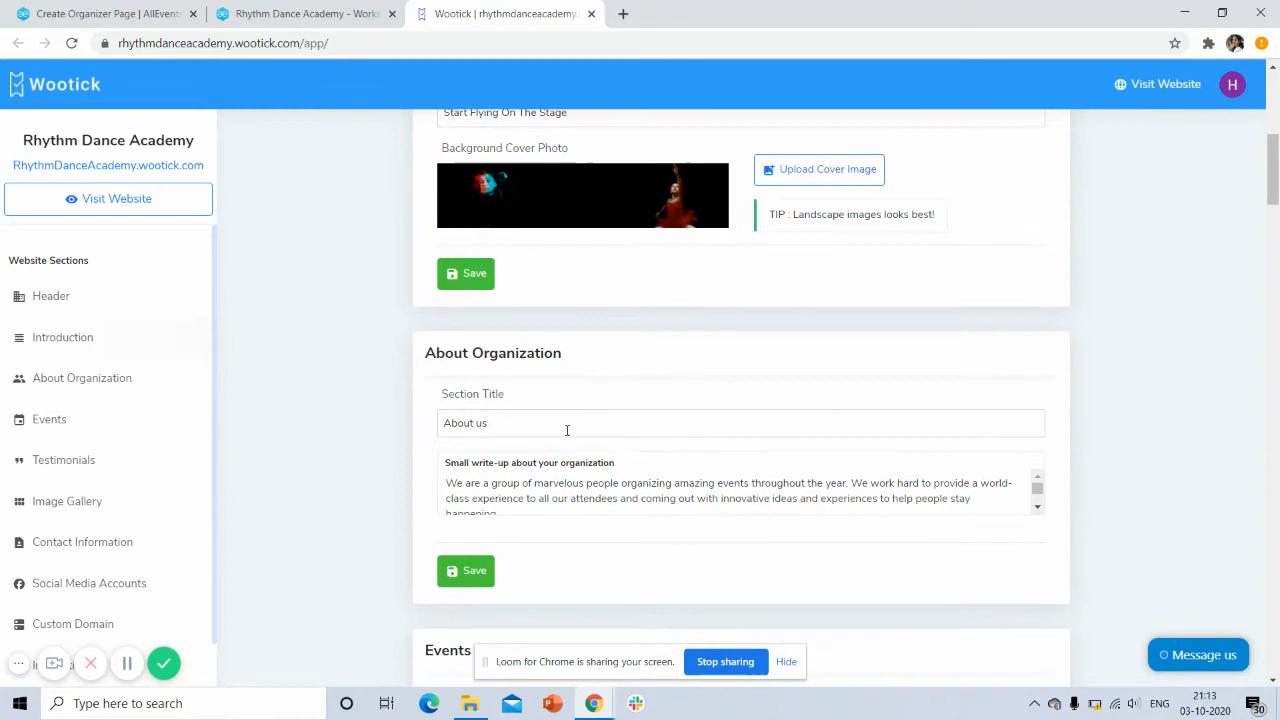 Create Organizer Page | AllEvents
Rhythm Dance Academy - Works
Wootick | rhythmdanceacademy.
rhythmdanceacademy.wootick.com/app/
Wootick
Visit Website
H
Rhythm Dance Academy
RhythmDanceAcademy.wootick.com
Visit Website
Website Sections
Header
Introduction
About Organization
Events
Testimonials
Image Gallery
Contact Information
Social Media Accounts
Custom Domain
Start Flying On The Stage
Background Cover Photo
Upload Cover Image
TIP : Landscape images looks best!
Save
About Organization
Section Title
About us
Small write-up about your organization
We are a group of marvelous people organizing amazing events throughout the year. We work hard to provide a world-
class experience to all our attendees and coming out with innovative ideas and experiences to help people stay
happening
Save
Events
Loom for Chrome is sharing your screen.
Stop sharing
Hide
Message us
Type here to search
21:13
03-10-2020
30